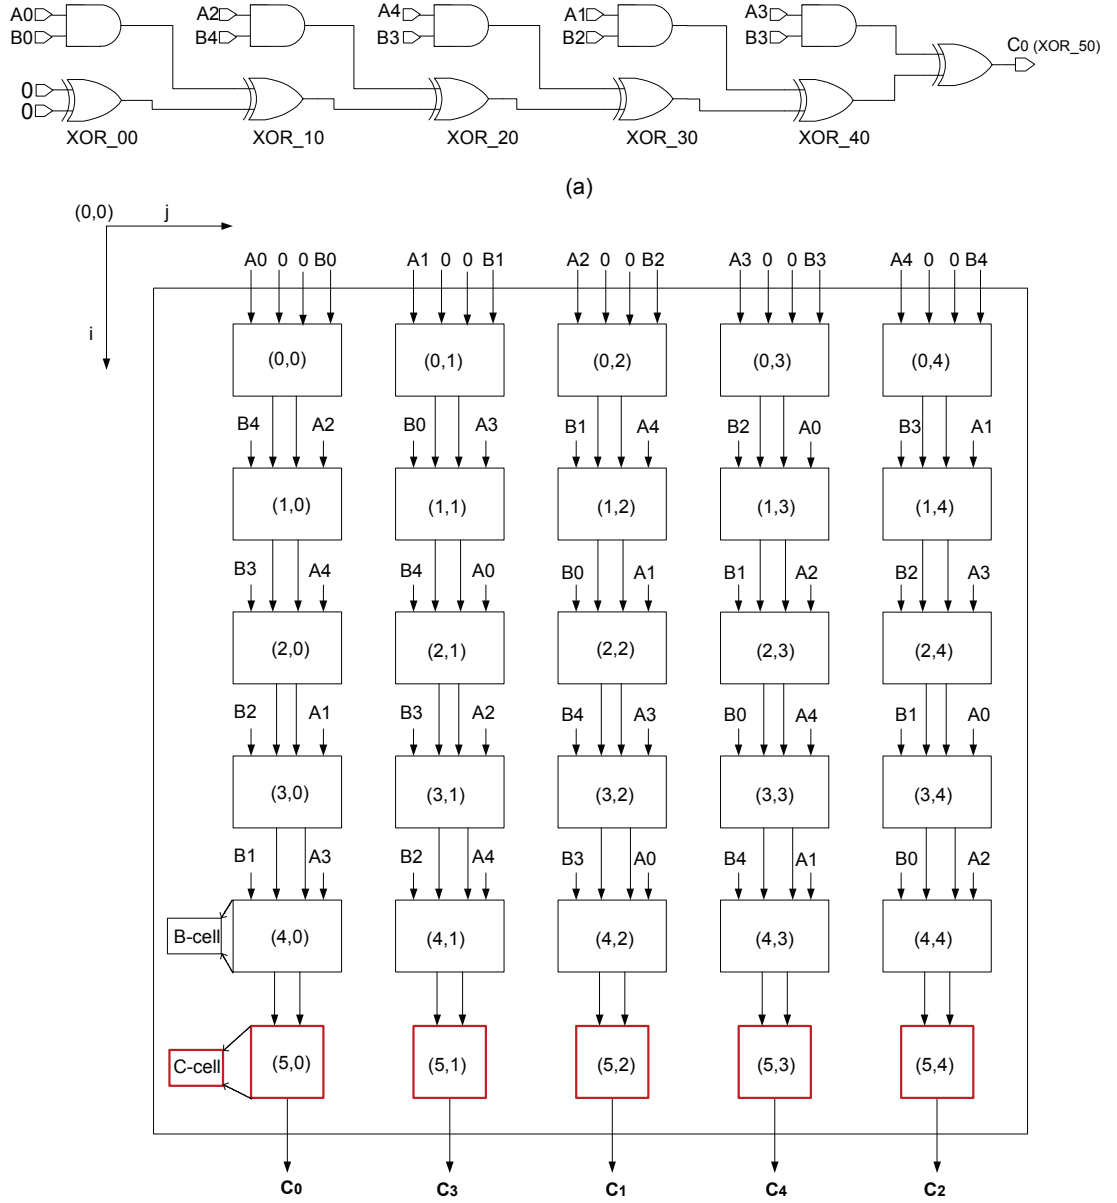 A0 A2 A4 A1 A3
B0 B4 B3 B2 B3
C0 (XOR_50)
0
0
XOR_00 XOR_10 XOR_20 XOR_30 XOR_40
(a)
(0,0) j
i
A0 0 0 B0 A1 0 0 B1 A2 0 0 B2 A3 0 0 B3 A4 0 0 B4
(0,0) (0,1) (0,2) (0,3) (0,4)
B4 A2 B0 A3 B1 A4 B2 A0 B3 A1
(1,0) (1,1) (1,2) (1,3) (1,4)
B3 A4 B4 A0 B0 A1 B1 A2 B2 A3
(2,0) (2,1) (2,2) (2,3) (2,4)
B2 A1 B3 A2 B4 A3 B0 A4 B1 A0
(3,0) (3,1) (3,2) (3,3) (3,4)
B1 A3 B2 A4 B3 A0 B4 A1 B0 A2
B-cell (4,0) (4,1) (4,2) (4,3) (4,4)
C-cell (5,0) (5,1) (5,2) (5,3) (5,4)
C0 C3 C1 C4 C2